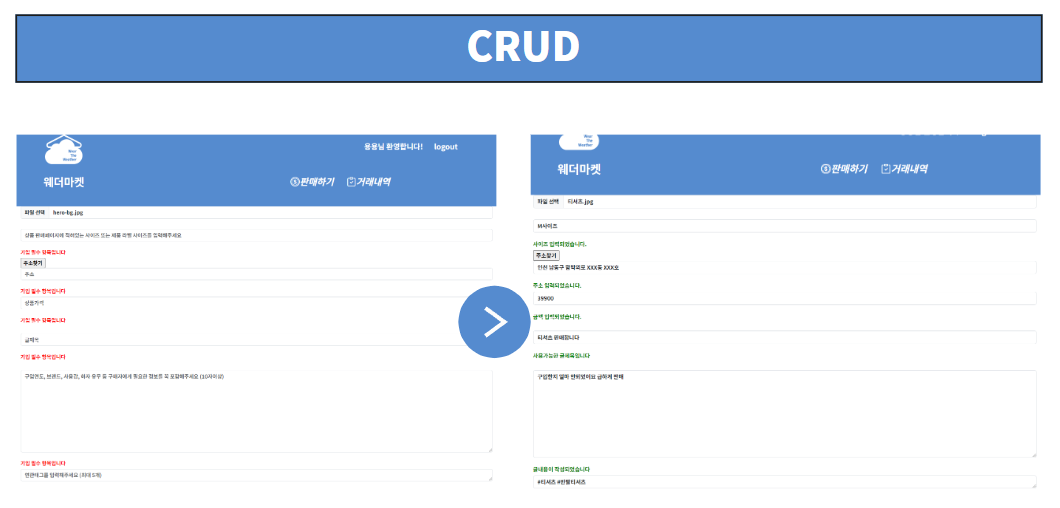 CRUD
Wear
The
Weather
응용님 환영합니다! logout
웨더마켓
판매하기 거래내역
파일 선택 hero-bg.jpg
상품 판매페이지에 적혀있는 사이즈 또는 제품 라벨 사이즈를 입력해주세요
기입 필수 항목입니다
주소찾기
주소
기입 필수 항목입니다
상품가격
기입 필수 항목입니다
글제목
기입 필수 항목입니다
구입연도, 브랜드, 사용감, 하자 유무 등 구매자에게 필요한 정보를 꼭 포함해주세요 (10자이상)
기입 필수 항목입니다
연관태그를 입력해주세요 (최대 5개)
Wear
The
Weather
웨더마켓
판매하기 거래내역
파일 선택 티셔츠.jpg
M사이즈
사이즈 입력되었습니다.
주소찾기
인천 남동구 XXX동 XXX호
주소 입력되었습니다.
39900
금액 입력되었습니다.
티셔츠 판매합니다
사용가능한 글제목입니다
구입한지 얼마 안되었어요 급하게 판매
글내용이 작성되었습니다
#티셔츠 #반팔티셔츠